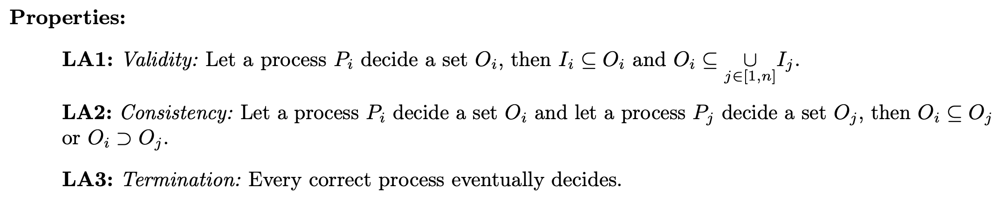 Properties:
LA1: Validity: Let a process P_i decide a set O_i, then I_i ⊆ O_i and O_i ⊆ ∪_{j∈[1,n]} I_j.
LA2: Consistency: Let a process P_i decide a set O_i and let a process P_j decide a set O_j, then O_i ⊆ O_j
or O_i ⊃ O_j.
LA3: Termination: Every correct process eventually decides.